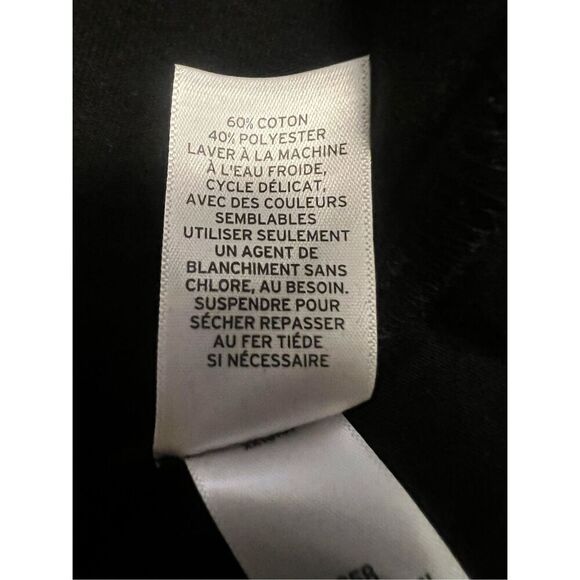 60% COTON
40% POLYESTER
LAVER À LA MACHINE
À L'EAU FROIDE,
CYCLE DÉLICAT,
AVEC DES COULEURS
SEMBLABLES
UTILISER SEULEMENT
UN AGENT DE
BLANCHIMENT SANS
CHLORE, AU BESOIN.
SUSPENDRE POUR
SÉCHER REPASSER
AU FER TIÉDE
SI NÉCESSAIRE